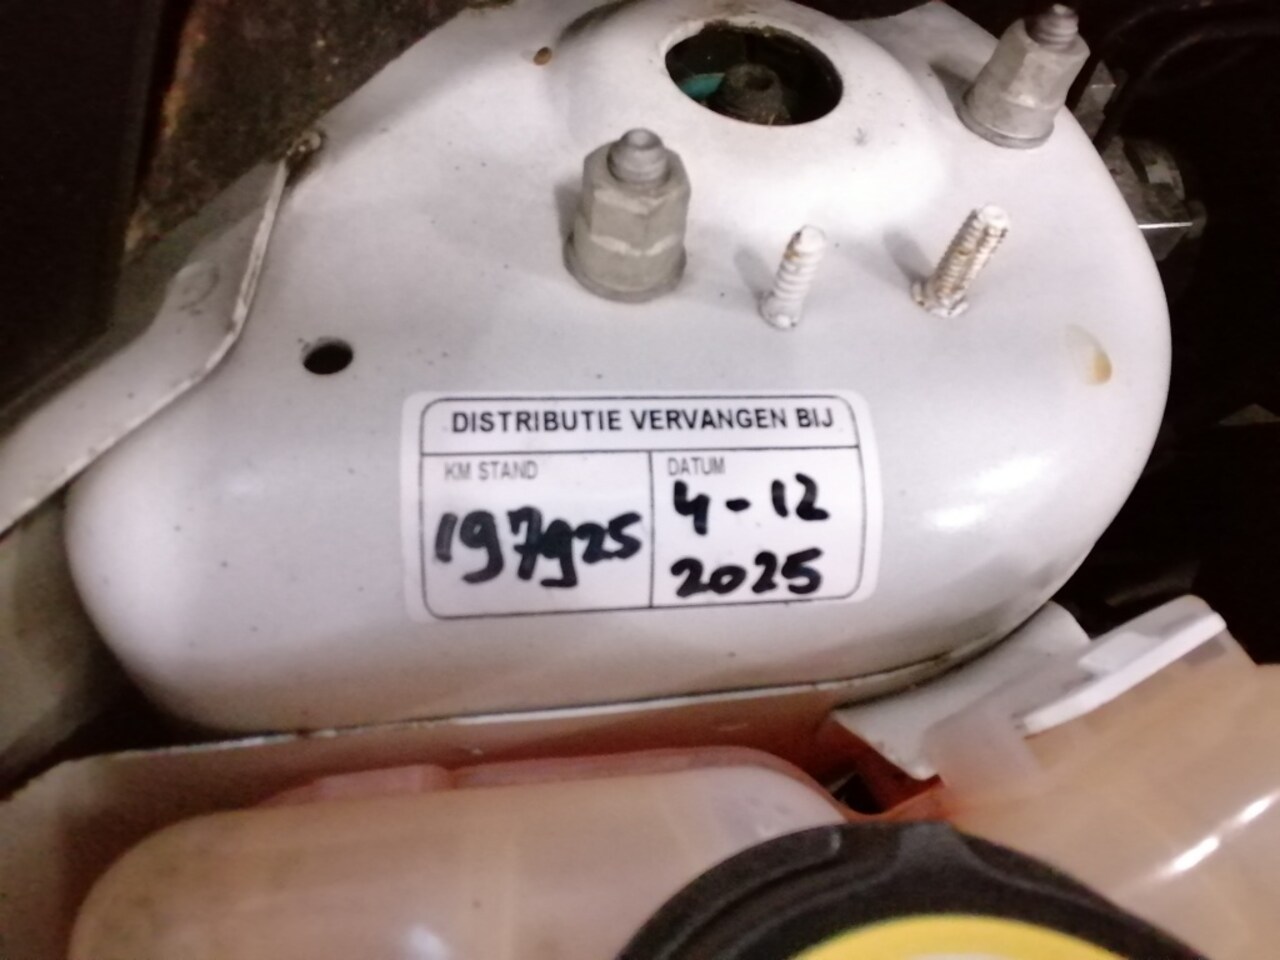 DISTRIBUTIE VERVANGEN BIJ
KM STAND
197925
DATUM
4-12
2025